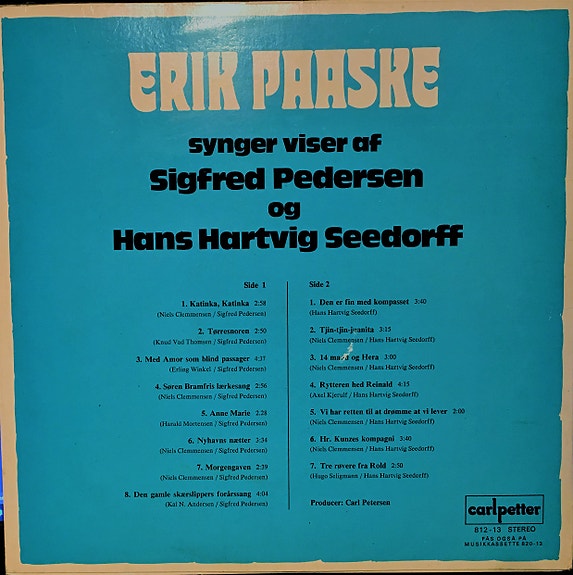 ERIK PAASKE
synger viser af
Sigfred Pedersen
og
Hans Hartvig Seedorff
Side 1
1. Katinka, Katinka 2:58
(Niels Clemmensen / Sigfred Pedersen)
2. Tørresnoren 2:50
(Knud Vad Thomsen / Sigfred Pedersen)
3. Med Amor som blind passager 4:37
(Erling Winkel / Sigfred Pedersen)
4. Søren Bramfris lærkesang 2:56
(Niels Clemmensen / Sigfred Pedersen)
5. Anne Marie 2.28
(Harald Mortensen / Sigfred Pedersen)
6. Nyhavns nætter 3:34
(Niels Clemmensen / Sigfred Pedersen)
7. Morgengaven 2:39
(Niels Clemmensen / Sigfred Pedersen)
8. Den gamle skærslippers forårssang 4:04
(Kai N. Andersen / Sigfred Pedersen)
Side 2
1. Den er fin med kompasset 3:40
(Hans Hartvig Seedorff)
2. Tjin-tjin-jeanita 3:15
(Niels Clemmensen / Hans Hartvig Seedorff)
3. 14 og Hera 3:00
(Niels Clemmensen / Hans Hartvig Seedorff)
4. Rytteren hed Reinald 4:15
(Axel Kjerulf / Hans Hartvig Seedorff)
5. Vi har retten til at drømme at vi lever 2:00
(Niels Clemmensen / Hans Hartvig Seedorff)
6. Hr. Kunzes kompagni 3:40
(Niels Clemmensen / Hans Hartvig Seedorff)
7. Tre røvere fra Rold 2:50
(Hugo Seligmann / Hans Hartvig Seedorff)
Producer: Carl Petersen
carlpetter
812-13 STEREO
FÅS OGSÅ PÅ
MUSIKKASSETTE 820-12